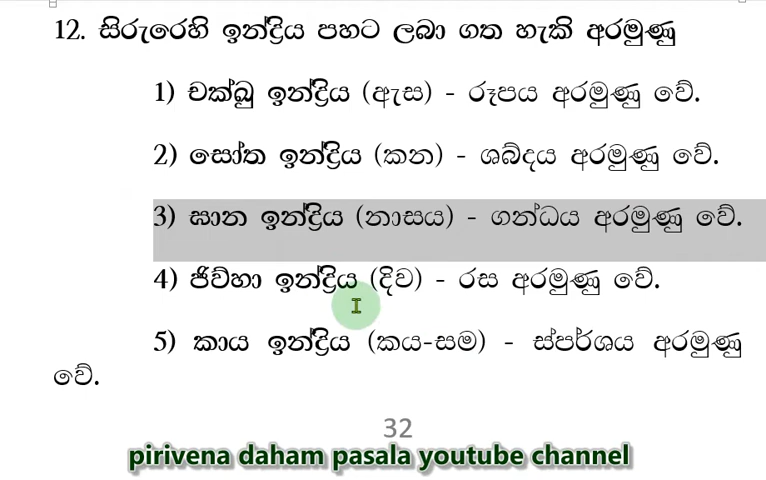 12. සිරුරෙහි ඉන්ද්‍රිය පහට ලබා ගත හැකි අරමුණු
1) චක්ඛු ඉන්ද්‍රිය (ඇස) - රූපය අරමුණු වේ.
2) සෝත ඉන්ද්‍රිය (කන) - ශබ්දය අරමුණු වේ.
3) ඝාන ඉන්ද්‍රිය (නාසය) - ගන්ධය අරමුණු වේ.
4) ජිව්හා ඉන්ද්‍රිය (දිව) - රස අරමුණු වේ.
5) කාය ඉන්ද්‍රිය (කය-සම) - ස්පර්ශය අරමුණු
වේ.
32
pirivena daham pasala youtube channel